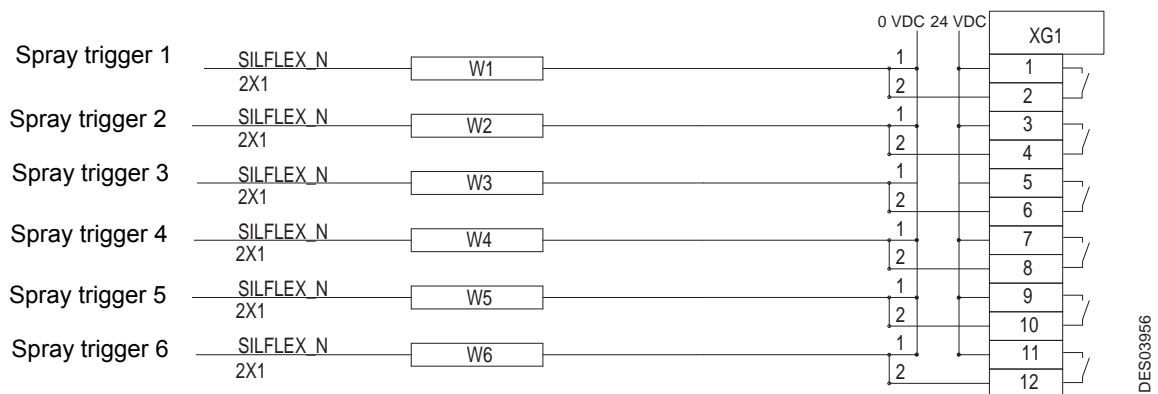 0 VDC 24 VDC XG1
Spray trigger 1 SILFLEX_N W1 1 1
2X1 2 2
Spray trigger 2 SILFLEX_N W2 1 3
2X1 2 4
Spray trigger 3 SILFLEX_N W3 1 5
2X1 2 6
Spray trigger 4 SILFLEX_N W4 1 7
2X1 2 8
Spray trigger 5 SILFLEX_N W5 1 9
2X1 2 10
Spray trigger 6 SILFLEX_N W6 1 11
2X1 2 12
DES03956